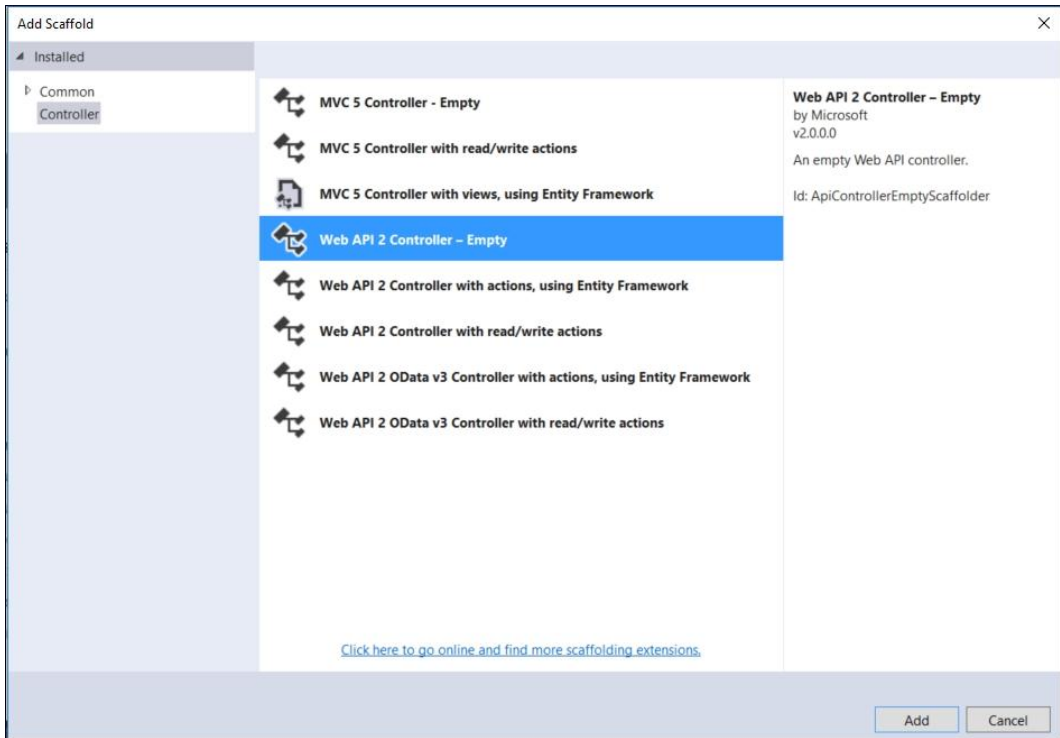 Add Scaffold
Installed
Common
Controller
MVC 5 Controller - Empty
MVC 5 Controller with read/write actions
MVC 5 Controller with views, using Entity Framework
Web API 2 Controller – Empty
Web API 2 Controller with actions, using Entity Framework
Web API 2 Controller with read/write actions
Web API 2 OData v3 Controller with actions, using Entity Framework
Web API 2 OData v3 Controller with read/write actions
Click here to go online and find more scaffolding extensions.
Web API 2 Controller – Empty
by Microsoft
v2.0.0.0
An empty Web API controller.
Id: ApiControllerEmptyScaffolder
Add
Cancel